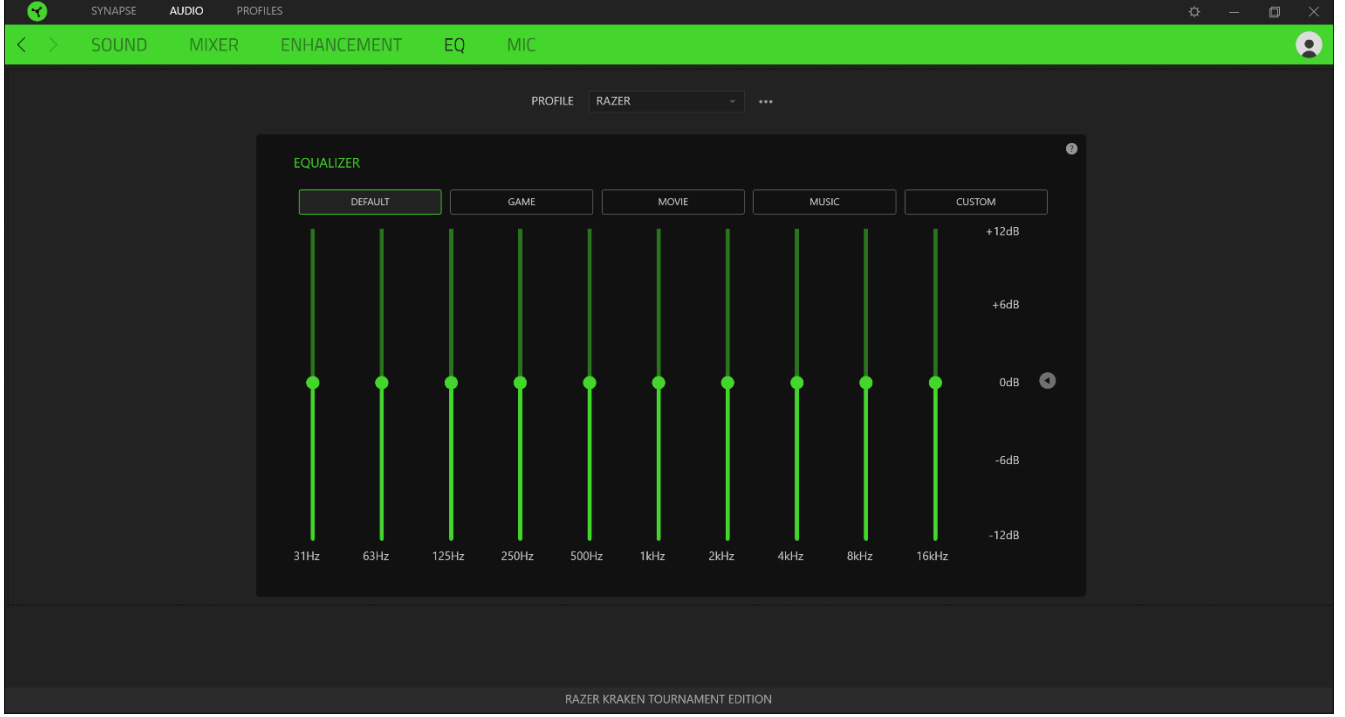 SYNAPSE AUDIO PROFILES
SOUND MIXER ENHANCEMENT EQ MIC
PROFILE RAZER
EQUALIZER
DEFAULT GAME MOVIE MUSIC CUSTOM
+12dB
+6dB
0dB
-6dB
-12dB
31Hz 63Hz 125Hz 250Hz 500Hz 1kHz 2kHz 4kHz 8kHz 16kHz
RAZER KRAKEN TOURNAMENT EDITION